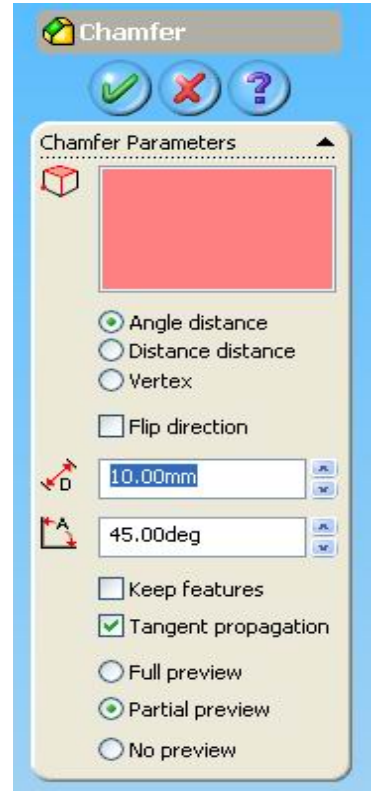 Chamfer
?
Chamfer Parameters
Angle distance
Distance distance
Vertex
Flip direction
D 10.00mm
A 45.00deg
Keep features
Tangent propagation
Full preview
Partial preview
No preview